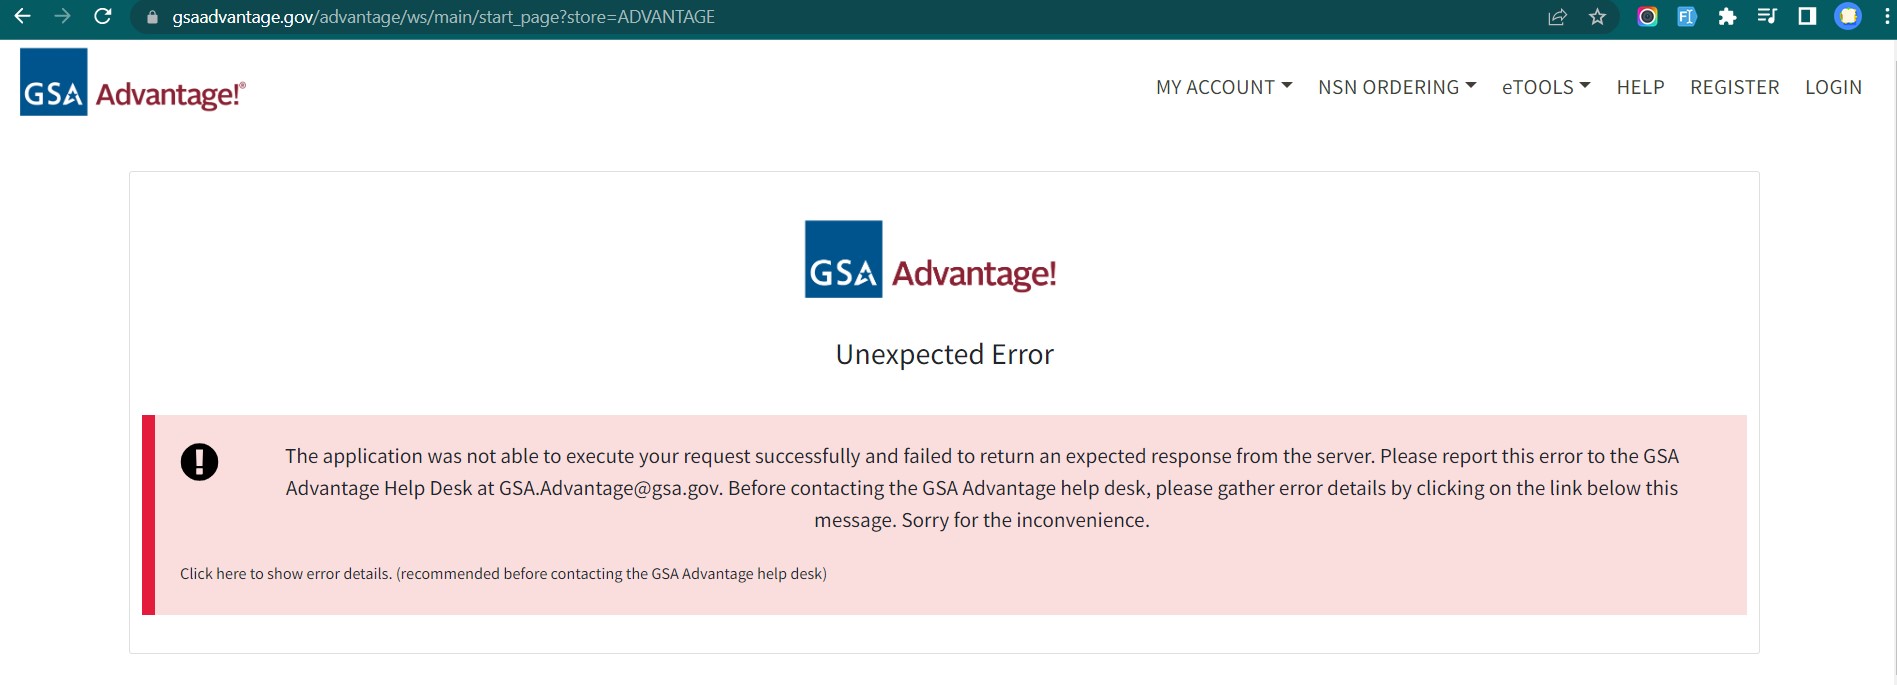 gsaadvantage.gov/advantage/ws/main/start_page?store=ADVANTAGE
GSA Advantage!®
MY ACCOUNT NSN ORDERING eTOOLS HELP REGISTER LOGIN
GSA Advantage!
Unexpected Error
The application was not able to execute your request successfully and failed to return an expected response from the server. Please report this error to the GSA
Advantage Help Desk at GSA.Advantage@gsa.gov. Before contacting the GSA Advantage help desk, please gather error details by clicking on the link below this
message. Sorry for the inconvenience.
Click here to show error details. (recommended before contacting the GSA Advantage help desk)